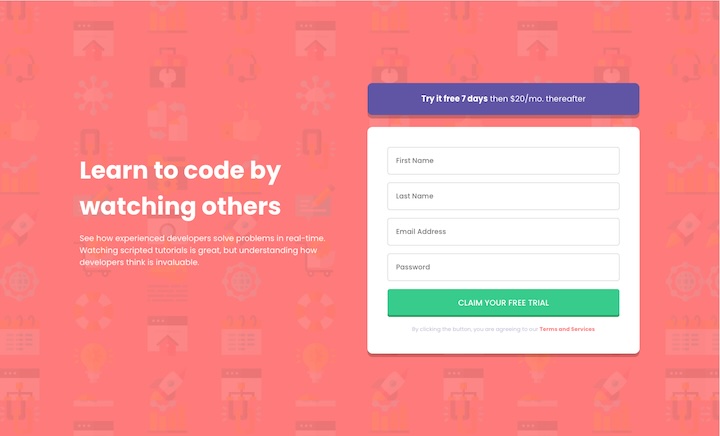 Learn to code by
watching others
See how experienced developers solve problems in real-time.
Watching scripted tutorials is great, but understanding how
developers think is invaluable.
Try it free 7 days then $20/mo. thereafter
First Name
Last Name
Email Address
Password
CLAIM YOUR FREE TRIAL
By clicking the button, you are agreeing to our Terms and Services